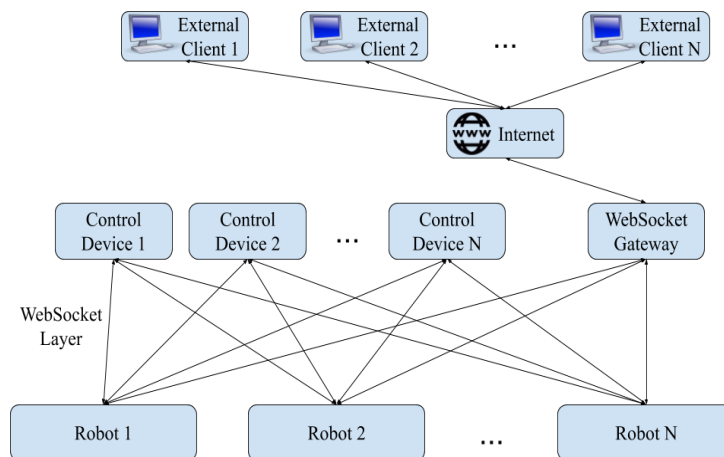 External
Client 1
External
Client 2
...
External
Client N
WWW
Internet
Control
Device 1
Control
Device 2
...
Control
Device N
WebSocket
Gateway
WebSocket
Layer
Robot 1
Robot 2
...
Robot N